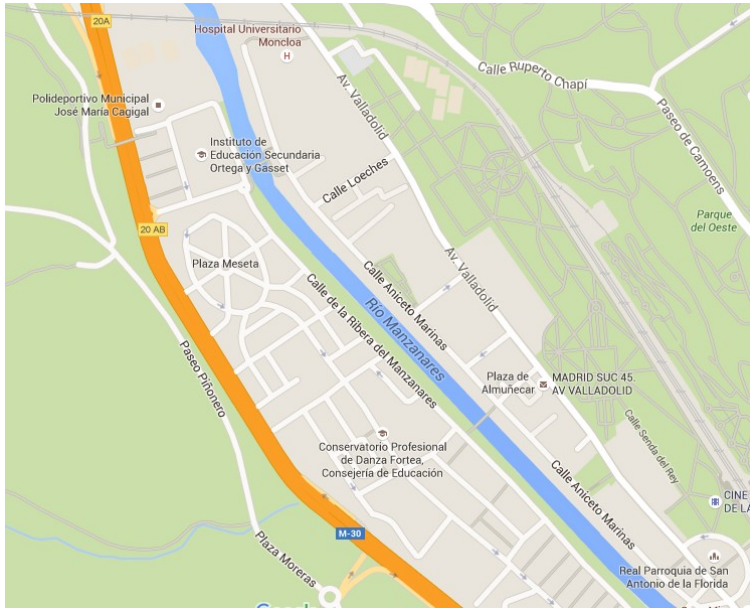 20A
Hospital Universitario
Moncloa
H
Calle Ruperto Chapí
Av. Valladolid
Paseo de Camoens
Polideportivo Municipal
José María Cagigal
Instituto de
Educación Secundaria
Ortega y Gasset
Calle Loeches
Parque
del Oeste
20 AB
Plaza Meseta
Av. Valladolid
Calle Aniceto Marinas
Calle de la Ribera del Manzanares
Río Manzanares
Paseo Piñonero
Plaza de
Almuñecar
MADRID SUC 45.
AV VALLADOLID
Calle Senda del Rey
Conservatorio Profesional
de Danza Fortea,
Consejería de Educación
Calle Aniceto Marinas
CINE
DE LA
M-30
Plaza Moreras
Real Parroquia de San
Antonio de la Florida